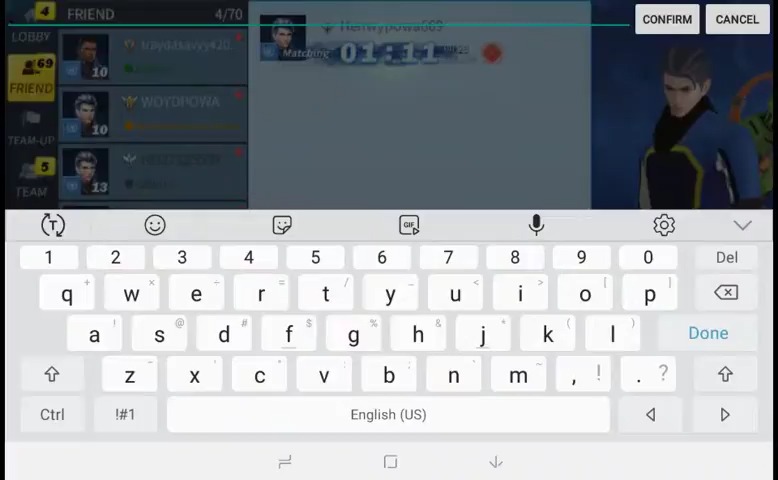 4
FRIEND 4/70
CONFIRM
CANCEL
LOBBY
69
FRIEND
10
WOYDPOWA
10
TEAM-UP
5
TEAM
13
Matching
01:11
1 2 3 4 5 6 7 8 9 0 Del
q + w × e ÷ r = t / y _ u < i > o [ p ]
a ! s @ d # f $ g % h & j * k ( l ) Done
z - x ' c " v : b ; n , m ~ , ! . ?
Ctrl !#1 English (US)
T
GIF